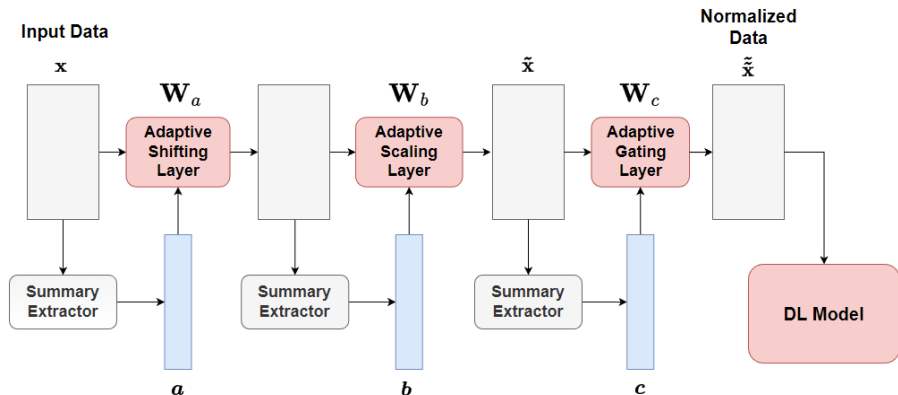 Input Data
x
W_a
Adaptive
Shifting
Layer
W_b
Adaptive
Scaling
Layer
x̃
W_c
Adaptive
Gating
Layer
Normalized
Data
x̃̃
Summary
Extractor
a
Summary
Extractor
b
Summary
Extractor
c
DL Model